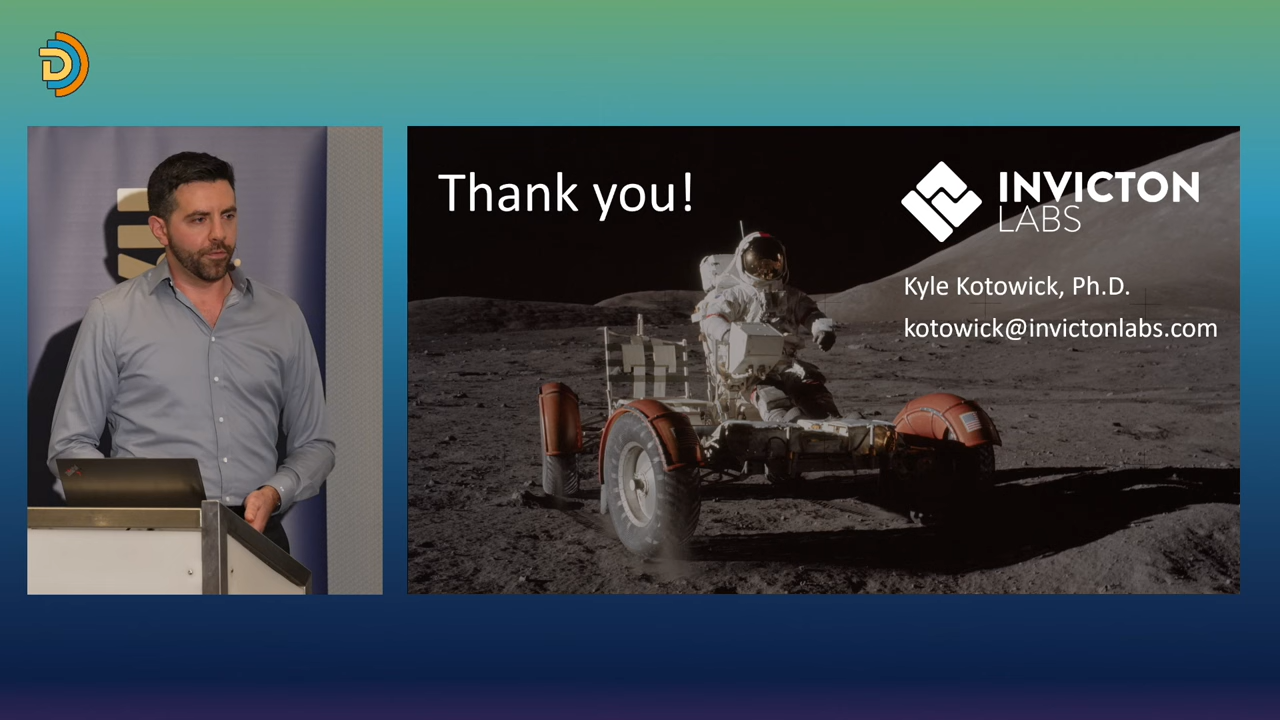 D
Thank you!
INVICTON
LABS
Kyle Kotowick, Ph.D.
kotowick@invictonlabs.com